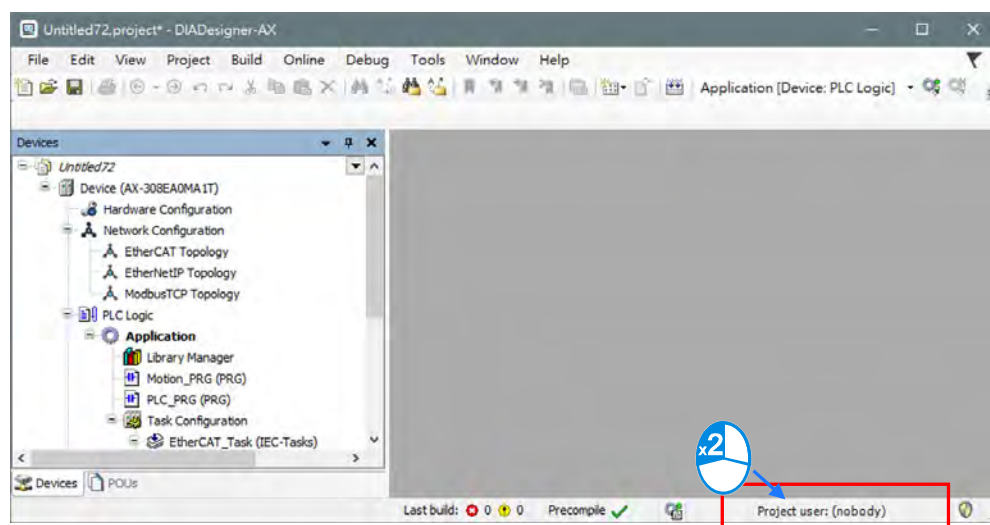 Untitled72.project* - DIADesigner-AX
File Edit View Project Build Online Debug Tools Window Help
Application [Device: PLC Logic]
Devices
Untitled72
Device (AX-308EA0MA1T)
Hardware Configuration
Network Configuration
EtherCAT Topology
EtherNetIP Topology
ModbusTCP Topology
PLC Logic
Application
Library Manager
Motion_PRG (PRG)
PLC_PRG (PRG)
Task Configuration
EtherCAT_Task (IEC-Tasks)
x2
Devices POUs
Last build: 0 0 Precompile Project user: (nobody)